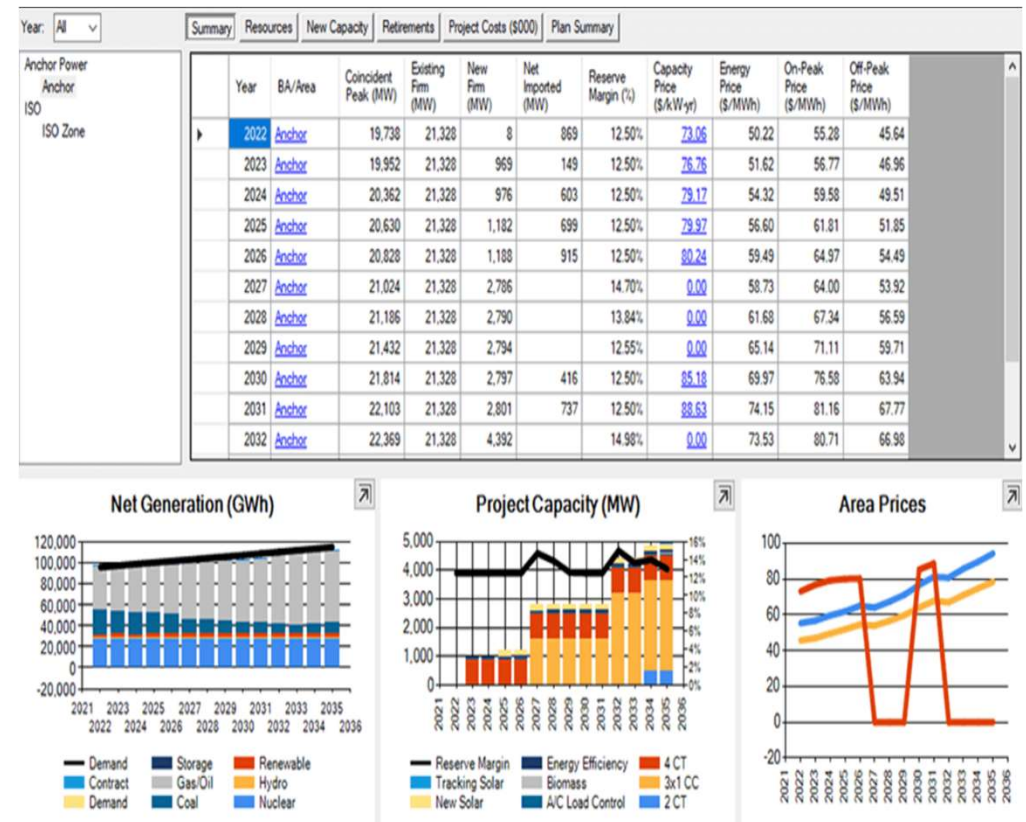 Year: All
Summary Resources New Capacity Retirements Project Costs ($000) Plan Summary
Anchor Power
Anchor
ISO
ISO Zone
Year BA/Area Coincident Peak (MW) Existing Firm (MW) New Firm (MW) Net Imported (MW) Reserve Margin (%) Capacity Price ($/kW-yr) Energy Price ($/MWh) On-Peak Price ($/MWh) Off-Peak Price ($/MWh)
2022 Anchor 19,738 21,328 8 869 12.50% 73.06 50.22 55.28 45.64
2023 Anchor 19,952 21,328 969 149 12.50% 76.76 51.62 56.77 46.96
2024 Anchor 20,362 21,328 976 603 12.50% 79.17 54.32 59.58 49.51
2025 Anchor 20,630 21,328 1,182 699 12.50% 79.97 56.60 61.81 51.85
2026 Anchor 20,828 21,328 1,188 915 12.50% 80.24 59.49 64.97 54.49
2027 Anchor 21,024 21,328 2,786 14.70% 0.00 58.73 64.00 53.92
2028 Anchor 21,186 21,328 2,790 13.84% 0.00 61.68 67.34 56.59
2029 Anchor 21,432 21,328 2,794 12.55% 0.00 65.14 71.11 59.71
2030 Anchor 21,814 21,328 2,797 416 12.50% 85.18 69.97 76.58 63.94
2031 Anchor 22,103 21,328 2,801 737 12.50% 88.63 74.15 81.16 67.77
2032 Anchor 22,369 21,328 4,392 14.98% 0.00 73.53 80.71 66.98
Net Generation (GWh)
120,000
100,000
80,000
60,000
40,000
20,000
0
-20,000
2021 2023 2025 2027 2029 2031 2033 2035
2022 2024 2026 2028 2030 2032 2034 2036
Demand Storage Renewable
Contract Gas/Oil Hydro
Demand Coal Nuclear
Project Capacity (MW)
5,000 16%
14%
4,000 12%
3,000 10%
8%
2,000 6%
1,000 4%
2%
0 0%
2021 2022 2023 2024 2025 2026 2027 2028 2029 2030 2031 2032 2033 2034 2035 2036
Reserve Margin Energy Efficiency 4 CT
Tracking Solar Biomass 3x1 CC
New Solar A/C Load Control 2 CT
Area Prices
100
80
60
40
20
0
-20
2021 2022 2023 2024 2025 2026 2027 2028 2029 2030 2031 2032 2033 2034 2035 2036